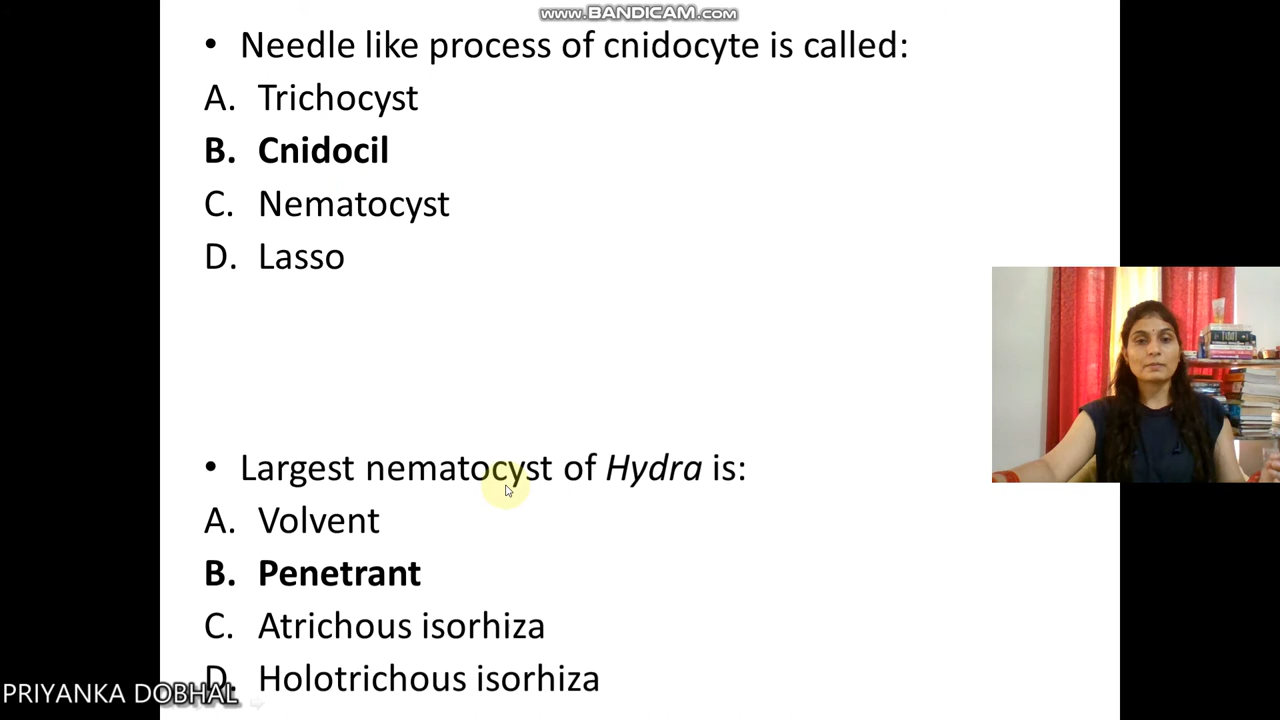 www.BANDICAM.com
• Needle like process of cnidocyte is called:
A. Trichocyst
B. Cnidocil
C. Nematocyst
D. Lasso
• Largest nematocyst of Hydra is:
A. Volvent
B. Penetrant
C. Atrichous isorhiza
D. Holotrichous isorhiza
PRIYANKA DOBHAL